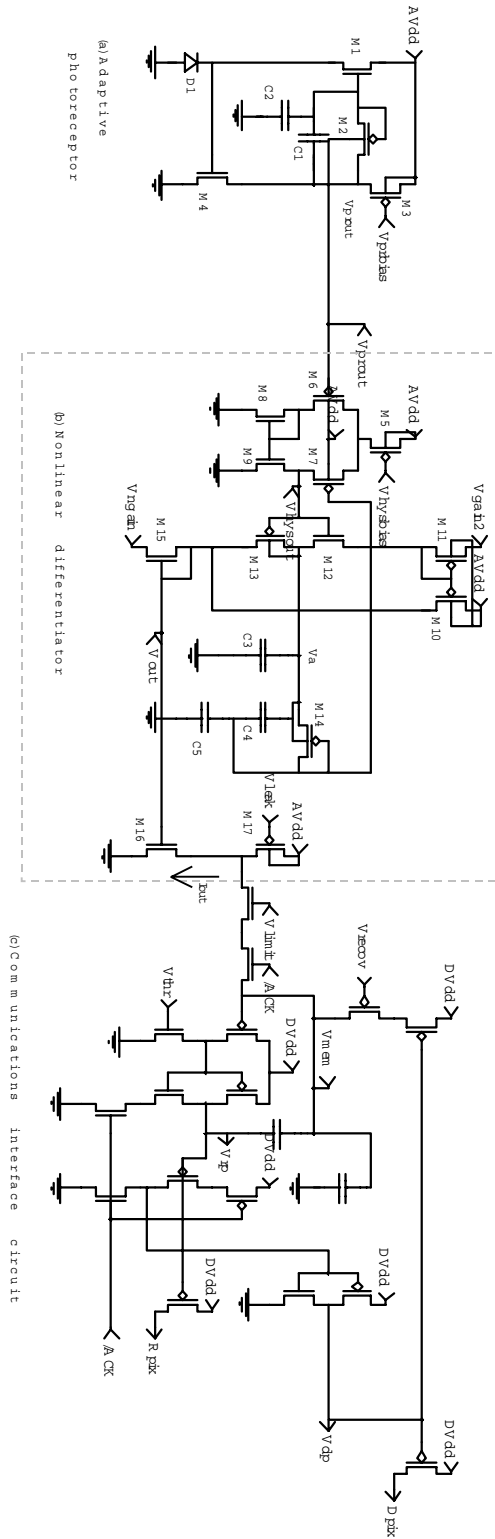 AVdd
M1
D1
C2
C1
M2
M3
M4
Vprout
Vprbias
(a) Adaptive
photoreceptor
Vprout
M6
AVdd
M5
AVdd
M8
M9
M7
Vhysbias
Vhysout
Vgain2
AVdd
M11
M10
M12
M13
M15
Vngain
Vout
C3
Va
C4
C5
M14
(b) Nonlinear differentiator
Vleak
AVdd
M17
M16
Iout
Vlimit
/ACK
Vthr
DVdd
Vmem
Vrecov
DVdd
Vrp
DVdd
DVdd
Rpix
/ACK
DVdd
Vdp
DVdd
Dpix
(c) Communications interface circuit